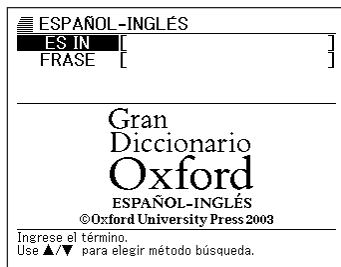 ESPAÑOL-INGLÉS
ES IN [ ]
FRASE [ ]
Gran
Diccionario
Oxford
ESPAÑOL-INGLÉS
©Oxford University Press 2003
Ingrese el término.
Use ▲/▼ para elegir método búsqueda.